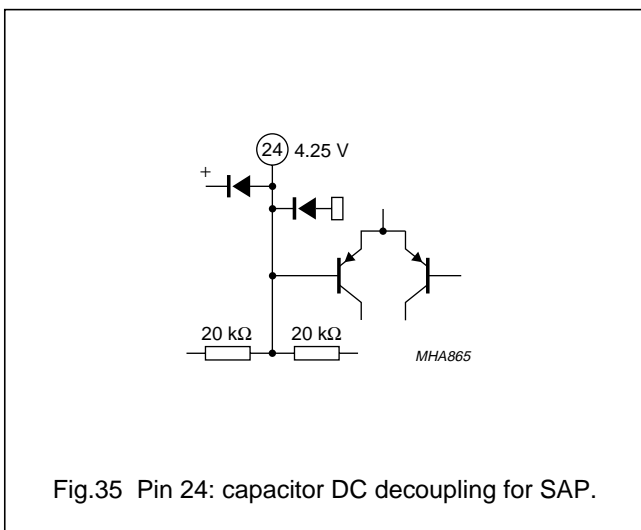 24 4.25 V
+
20 kΩ 20 kΩ
MHA865
Fig.35 Pin 24: capacitor DC decoupling for SAP.